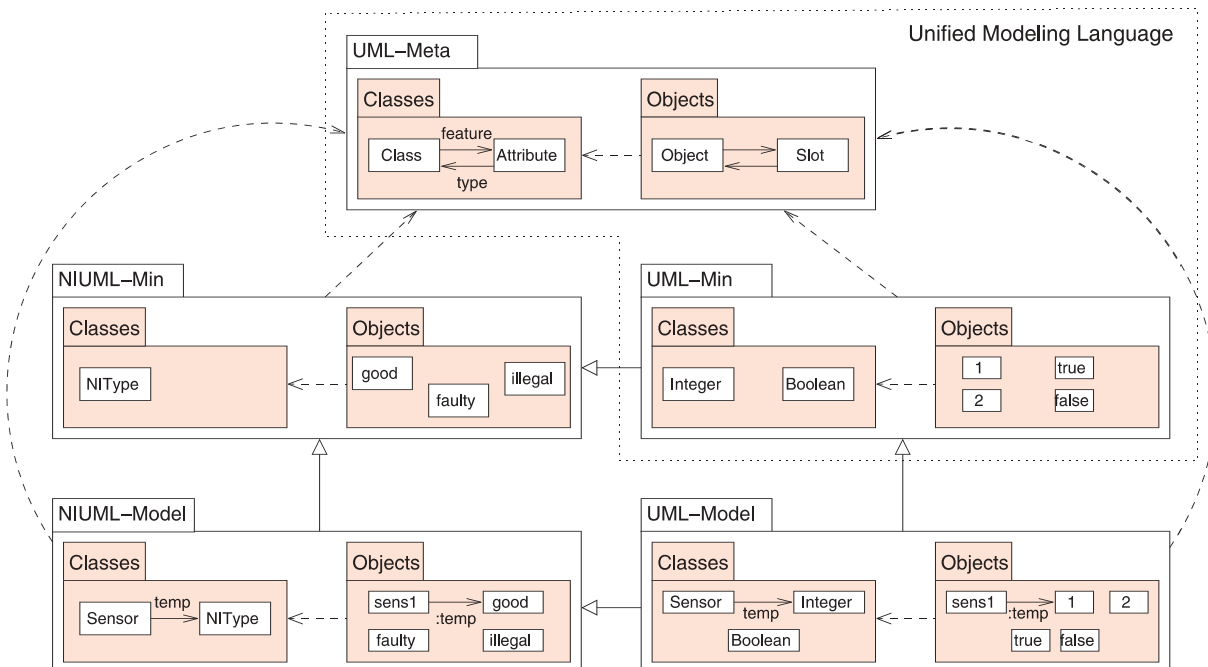 Unified Modeling Language
UML–Meta
Classes
Class
feature
Attribute
type
Objects
Object
Slot
NIUML–Min
Classes
NIType
Objects
good
faulty
illegal
UML–Min
Classes
Integer
Boolean
Objects
1
true
2
false
NIUML–Model
Classes
Sensor
temp
NIType
Objects
sens1
good
:temp
faulty
illegal
UML–Model
Classes
Sensor
temp
Integer
Boolean
Objects
sens1
:temp
1
2
true
false